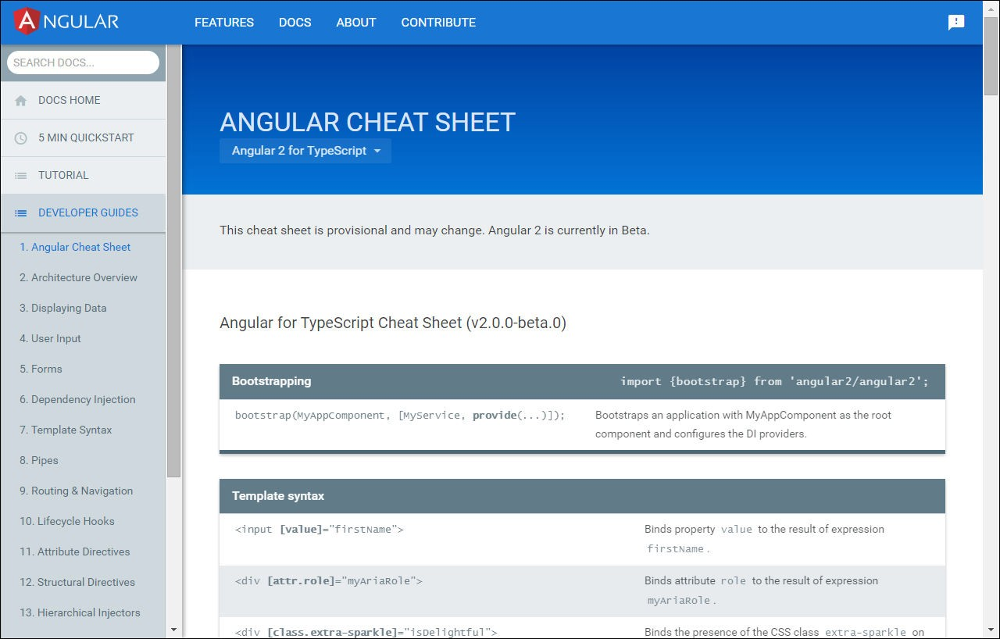 ANGULAR
FEATURES DOCS ABOUT CONTRIBUTE
SEARCH DOCS...
DOCS HOME
5 MIN QUICKSTART
TUTORIAL
DEVELOPER GUIDES
1. Angular Cheat Sheet
2. Architecture Overview
3. Displaying Data
4. User Input
5. Forms
6. Dependency Injection
7. Template Syntax
8. Pipes
9. Routing & Navigation
10. Lifecycle Hooks
11. Attribute Directives
12. Structural Directives
13. Hierarchical Injectors
ANGULAR CHEAT SHEET
Angular 2 for TypeScript
This cheat sheet is provisional and may change. Angular 2 is currently in Beta.
Angular for TypeScript Cheat Sheet (v2.0.0-beta.0)
Bootstrapping import {bootstrap} from 'angular2/angular2';
bootstrap(MyAppComponent, [MyService, provide(...)]);
Bootstraps an application with MyAppComponent as the root
component and configures the DI providers.
Template syntax
<input [value]="firstName">
Binds property value to the result of expression
firstName.
<div [attr.role]="myAriaRole">
Binds attribute role to the result of expression
myAriaRole.
<div [class.extra-sparkle]="isDelightful">
Binds the presence of the CSS class extra-sparkle on